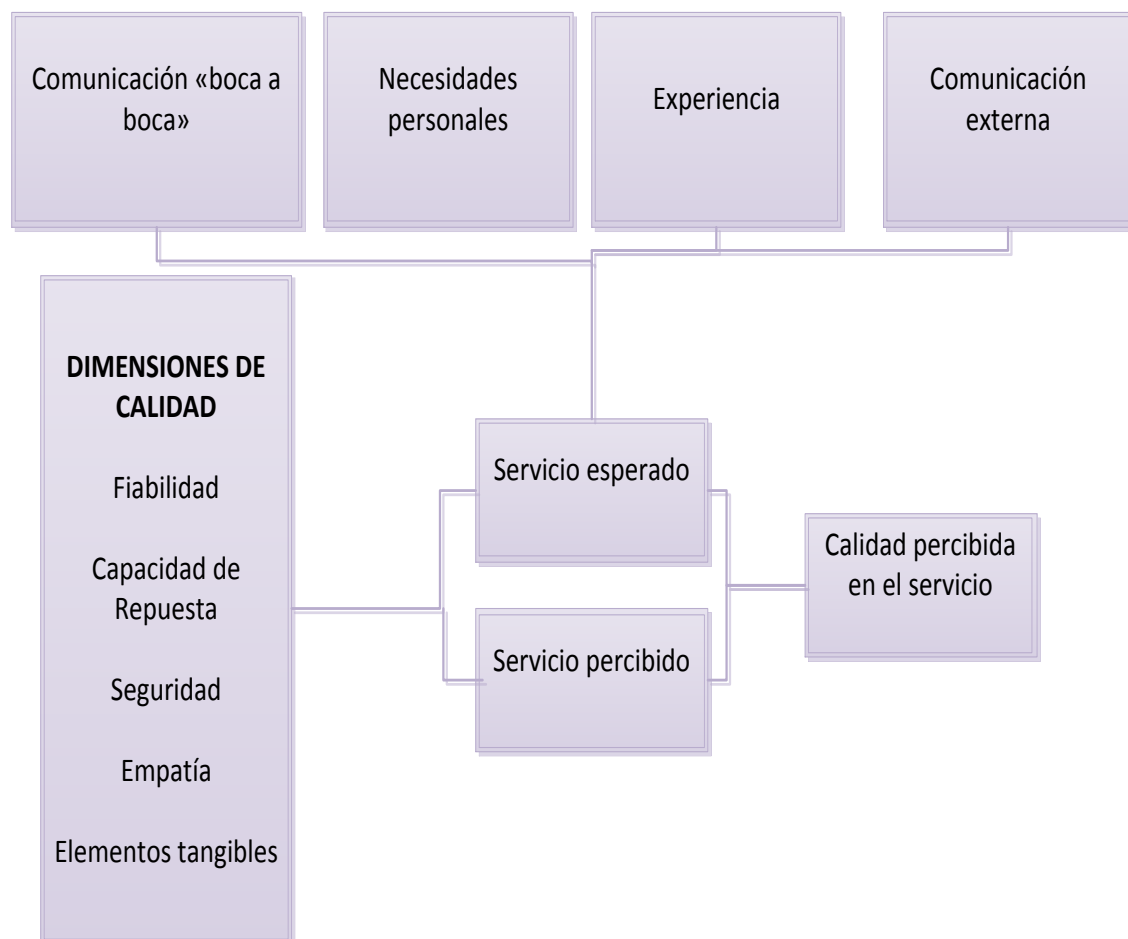 Comunicación «boca a
boca»
Necesidades
personales
Experiencia
Comunicación
externa
DIMENSIONES DE
CALIDAD
Fiabilidad
Capacidad de
Repuesta
Seguridad
Empatía
Elementos tangibles
Servicio esperado
Servicio percibido
Calidad percibida
en el servicio